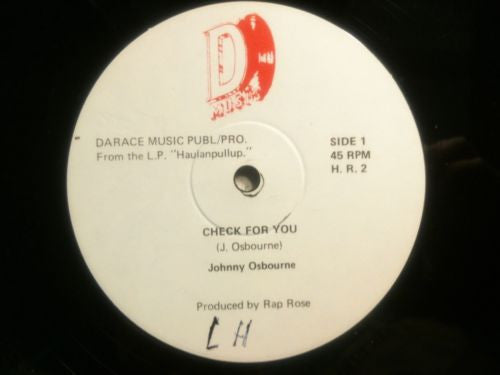 D
MUSIC
DARACE MUSIC PUBL/PRO.
From the L.P. "Haulanpullup."
SIDE 1
45 RPM
H. R. 2
CHECK FOR YOU
(J. Osbourne)
Johnny Osbourne
Produced by Rap Rose
LH